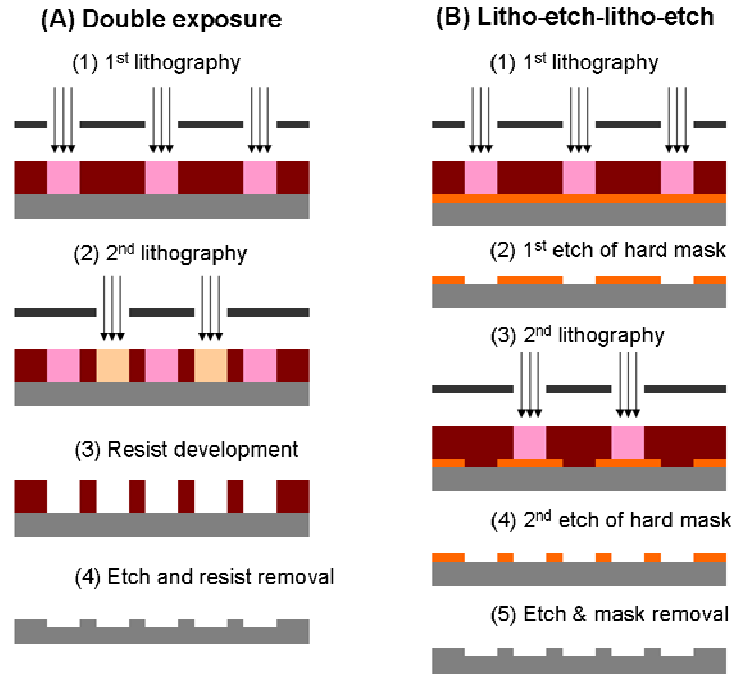 (A) Double exposure
(1) 1st lithography
(2) 2nd lithography
(3) Resist development
(4) Etch and resist removal
(B) Litho-etch-litho-etch
(1) 1st lithography
(2) 1st etch of hard mask
(3) 2nd lithography
(4) 2nd etch of hard mask
(5) Etch & mask removal